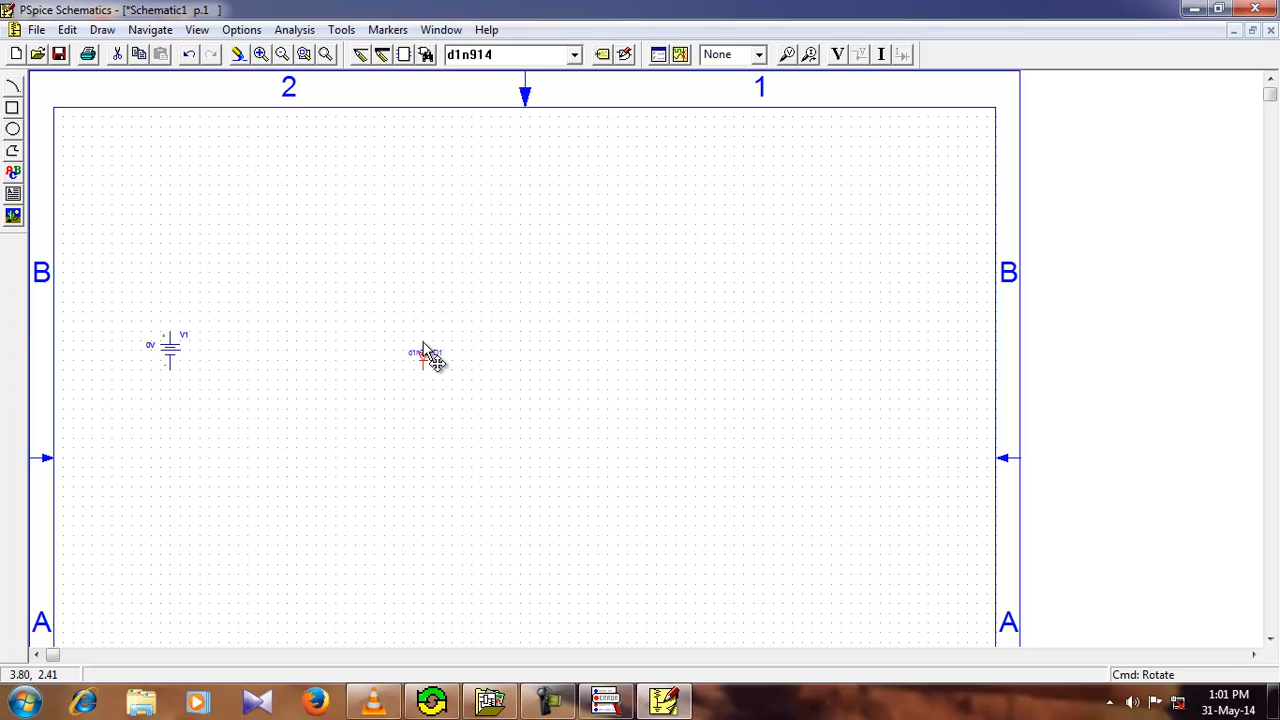 PSpice Schematics - [*Schematic1 p.1 ]
File Edit Draw Navigate View Options Analysis Tools Markers Window Help
d1n914 None V I
2 1
B B
V1
0V
A A
3.80, 2.41 Cmd: Rotate
ERROR
1:01 PM
31-May-14